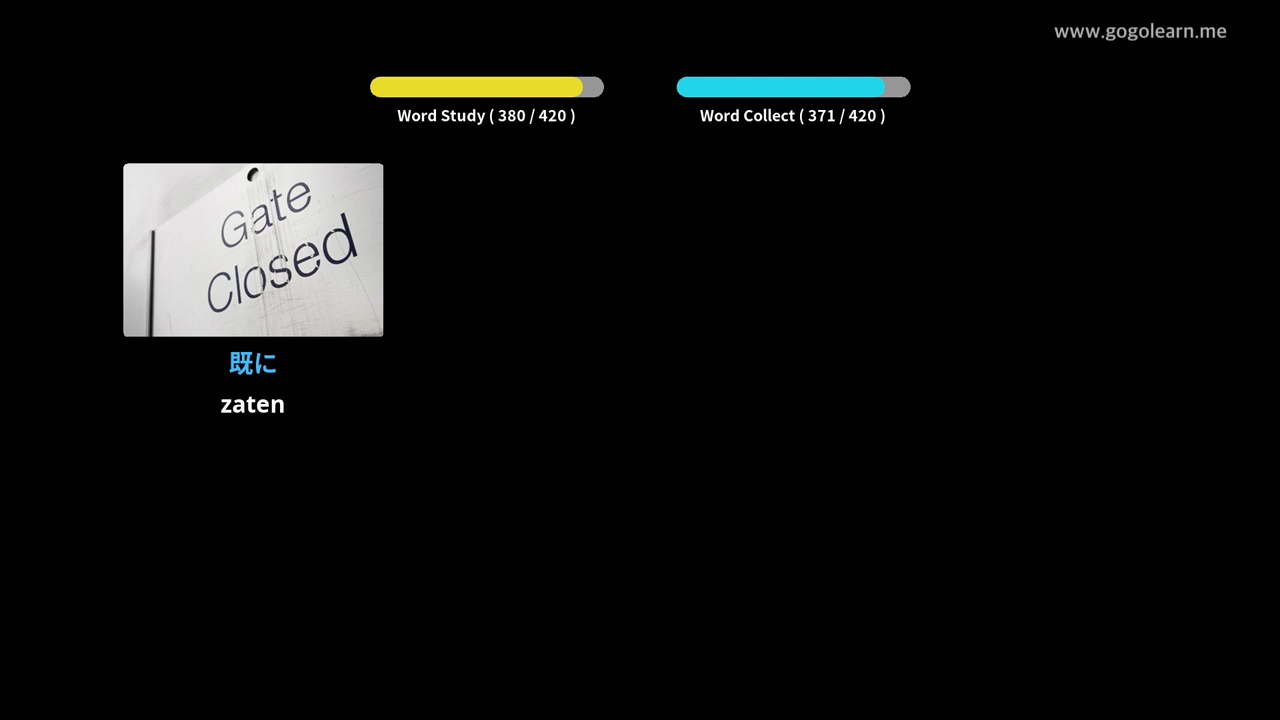 www.gogolearn.me
Word Study ( 380 / 420 )
Word Collect ( 371 / 420 )
Gate
Closed
既に
zaten